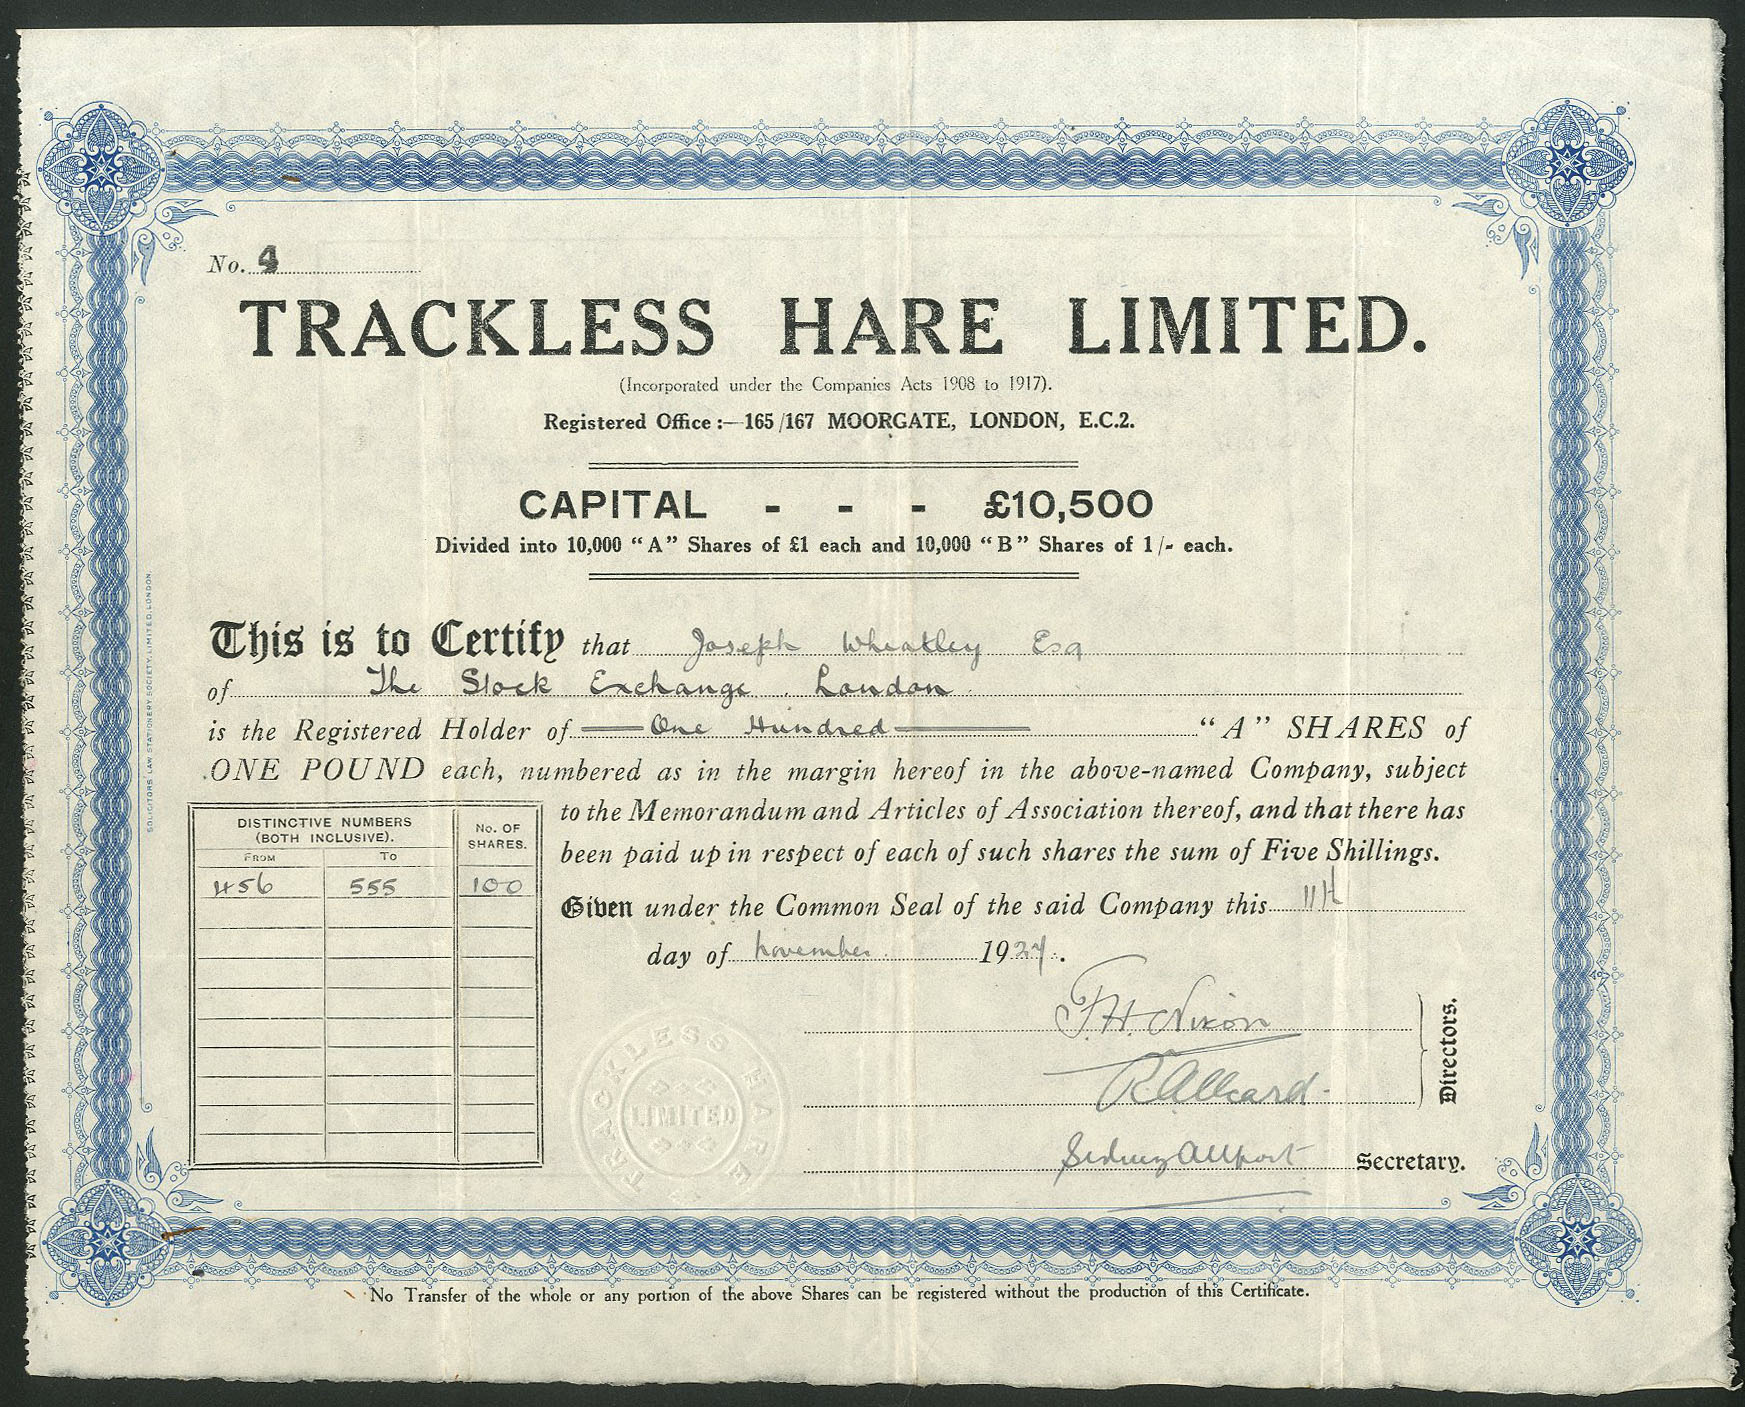 No. 4
TRACKLESS HARE LIMITED.
(Incorporated under the Companies Acts 1908 to 1917).
Registered Office :— 165/167 MOORGATE, LONDON, E.C.2.
CAPITAL - - - £10,500
Divided into 10,000 “A” Shares of £1 each and 10,000 “B” Shares of 1/- each.
This is to Certify that Joseph Wheatley Esq
of The Stock Exchange. London
is the Registered Holder of One Hundred “A” SHARES of
ONE POUND each, numbered as in the margin hereof in the above-named Company, subject
to the Memorandum and Articles of Association thereof, and that there has
been paid up in respect of each of such shares the sum of Five Shillings.
DISTINCTIVE NUMBERS
(BOTH INCLUSIVE).
No. OF
SHARES.
FROM TO
456 555 100
Given under the Common Seal of the said Company this 11th
day of November 1927.
F. H. Nixon
R. Allcard
Directors.
Sidney Allport Secretary.
TRACKLESS HARE
LIMITED
No Transfer of the whole or any portion of the above Shares can be registered without the production of this Certificate.
SOLICITORS LAW STATIONERY SOCIETY, LIMITED, LONDON